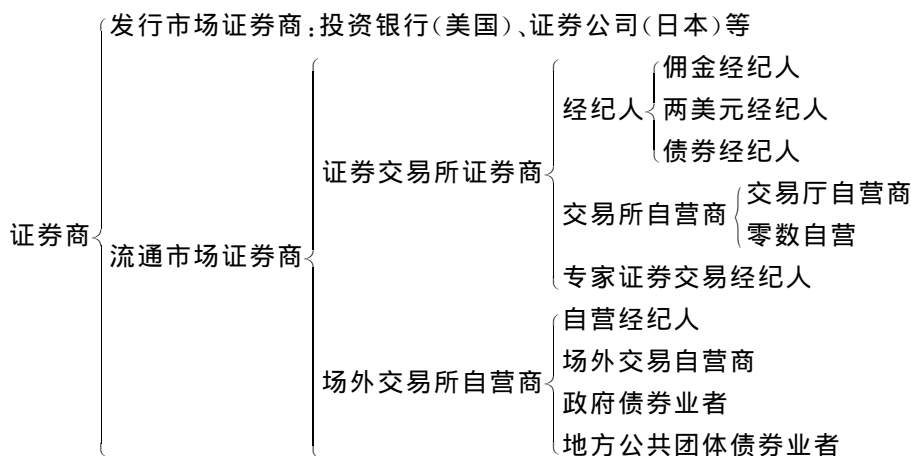 发行市场证券商:投资银行(美国)、证券公司(日本)等
佣金经纪人
经纪人
两美元经纪人
债券经纪人
证券交易所证券商
交易厅自营商
交易所自营商
零数自营
证券商
流通市场证券商
专家证券交易经纪人
自营经纪人
场外交易自营商
场外交易所自营商
政府债券业者
地方公共团体债券业者